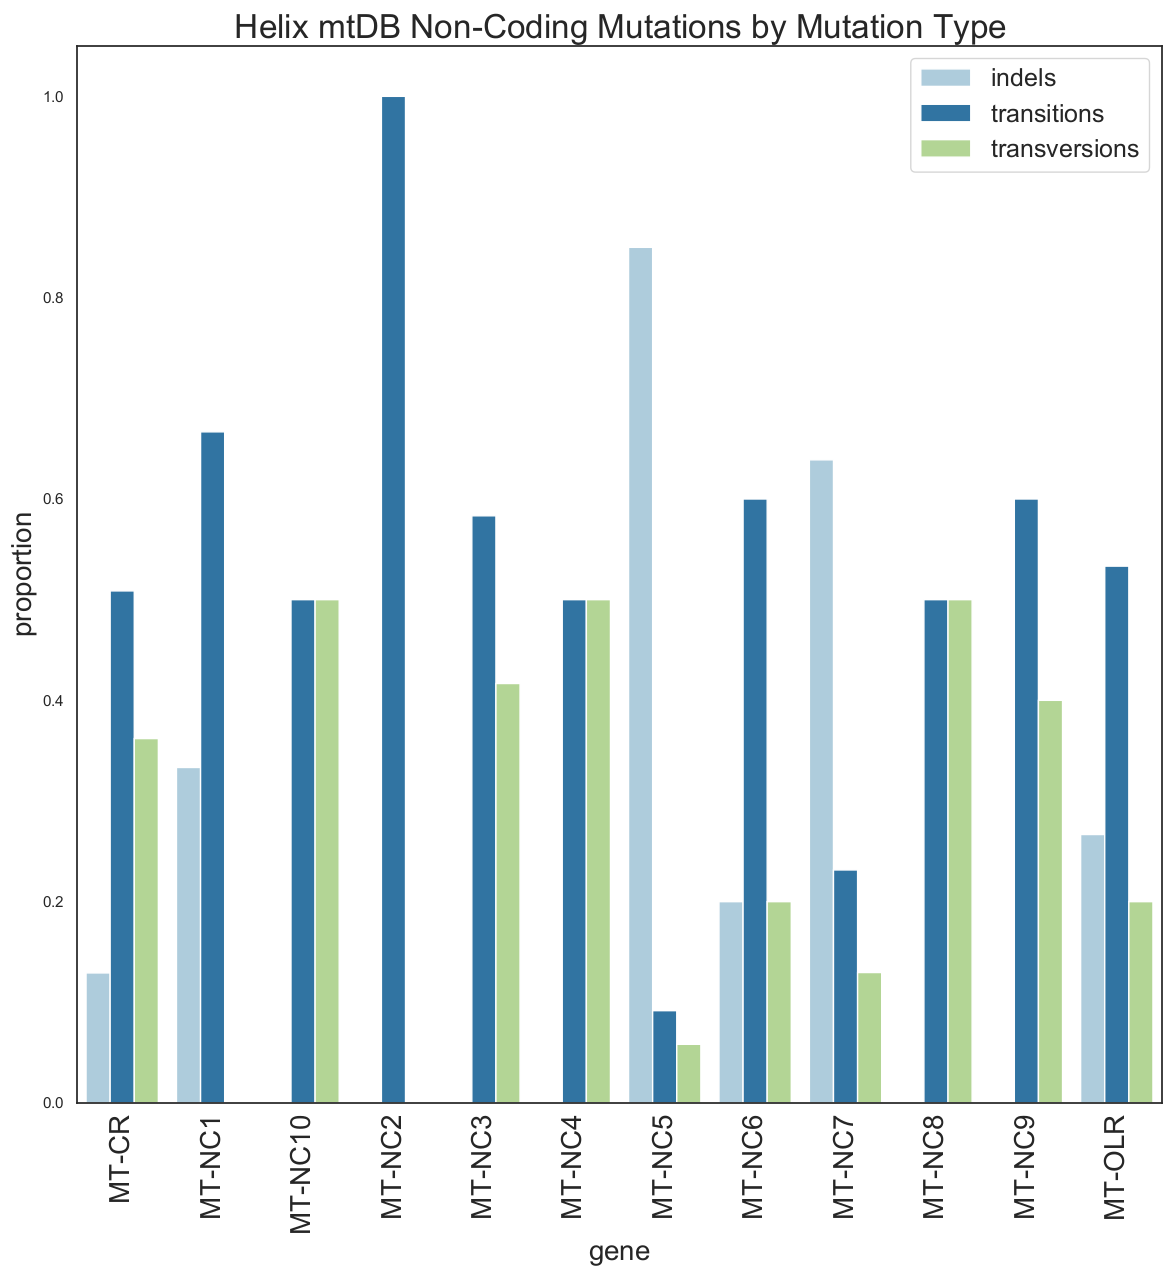 Helix mtDB Non-Coding Mutations by Mutation Type
indels
transitions
transversions
1.0
0.8
0.6
0.4
0.2
0.0
proportion
MT-CR
MT-NC1
MT-NC10
MT-NC2
MT-NC3
MT-NC4
MT-NC5
MT-NC6
MT-NC7
MT-NC8
MT-NC9
MT-OLR
gene